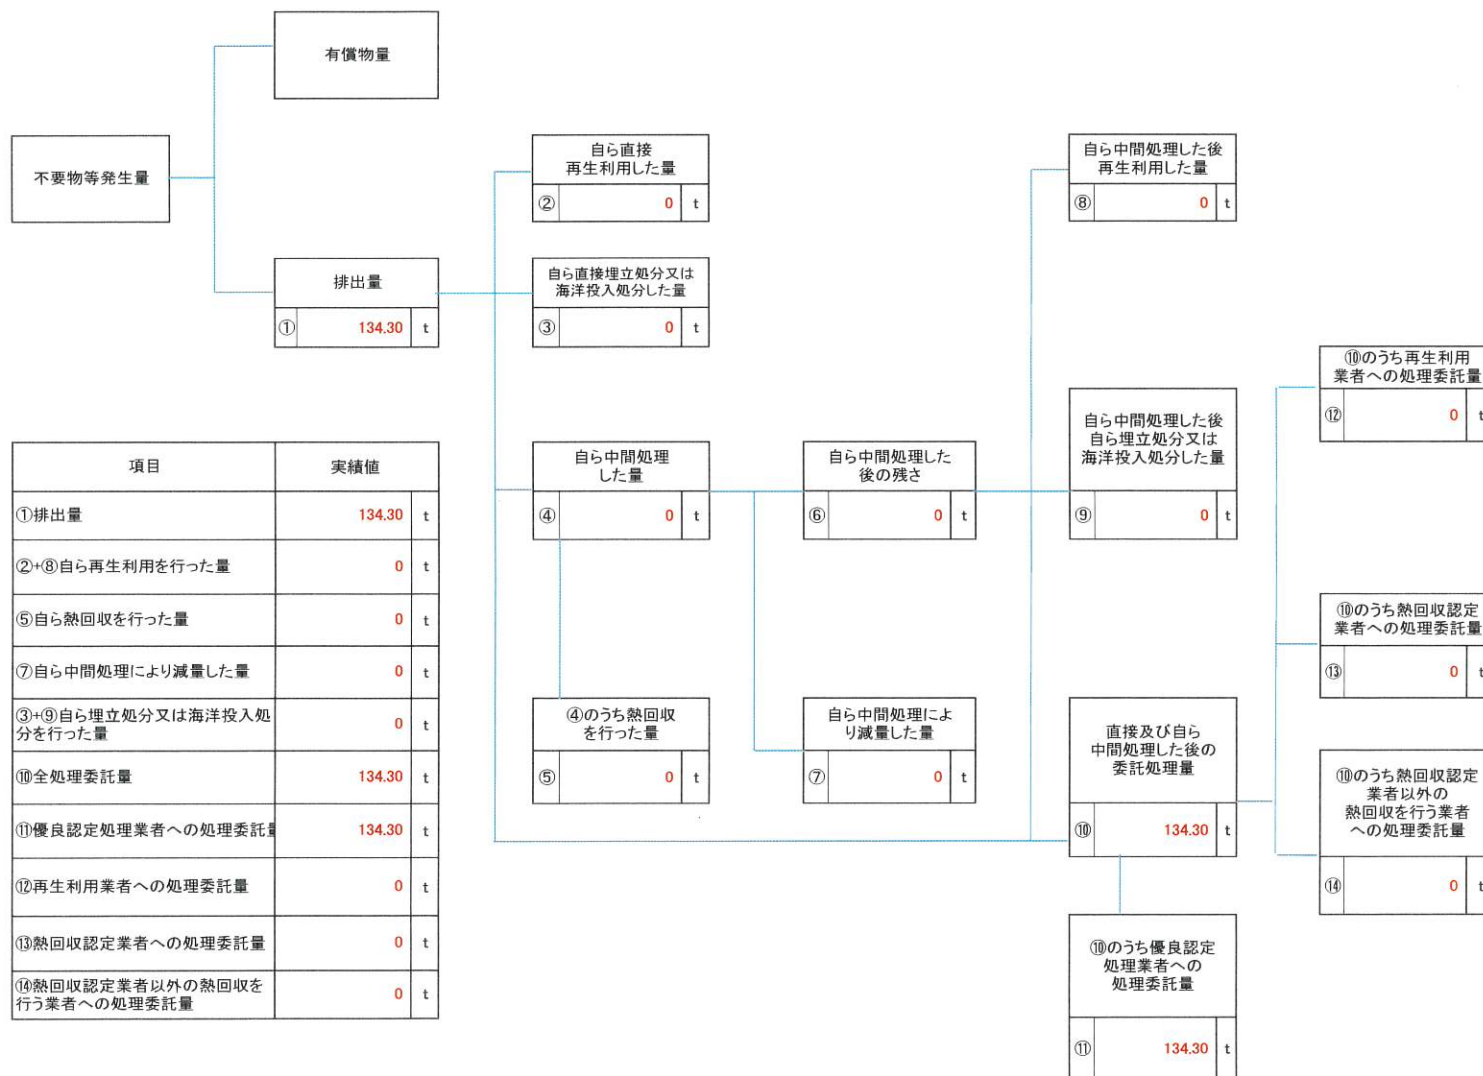 有償物量
不要物等発生量
排出量
① 134.30 t
自ら直接
再生利用した量
② 0 t
自ら直接埋立処分又は
海洋投入処分した量
③ 0 t
自ら中間処理
した量
④ 0 t
④のうち熱回収
を行った量
⑤ 0 t
自ら中間処理した
後の残さ
⑥ 0 t
自ら中間処理によ
り減量した量
⑦ 0 t
自ら中間処理した後
再生利用した量
⑧ 0 t
自ら中間処理した後
自ら埋立処分又は
海洋投入処分した量
⑨ 0 t
直接及び自ら
中間処理した後の
委託処理量
⑩ 134.30 t
⑩のうち優良認定
処理業者への
処理委託量
⑪ 134.30 t
⑩のうち再生利用
業者への処理委託量
⑫ 0 t
⑩のうち熱回収認定
業者への処理委託量
⑬ 0 t
⑩のうち熱回収認定
業者以外の
熱回収を行う業者
への処理委託量
⑭ 0 t
項目 実績値
①排出量 134.30 t
②+⑧自ら再生利用を行った量 0 t
⑤自ら熱回収を行った量 0 t
⑦自ら中間処理により減量した量 0 t
③+⑨自ら埋立処分又は海洋投入処
分を行った量 0 t
⑩全処理委託量 134.30 t
⑪優良認定処理業者への処理委託量 134.30 t
⑫再生利用業者への処理委託量 0 t
⑬熱回収認定業者への処理委託量 0 t
⑭熱回収認定業者以外の熱回収を
行う業者への処理委託量 0 t